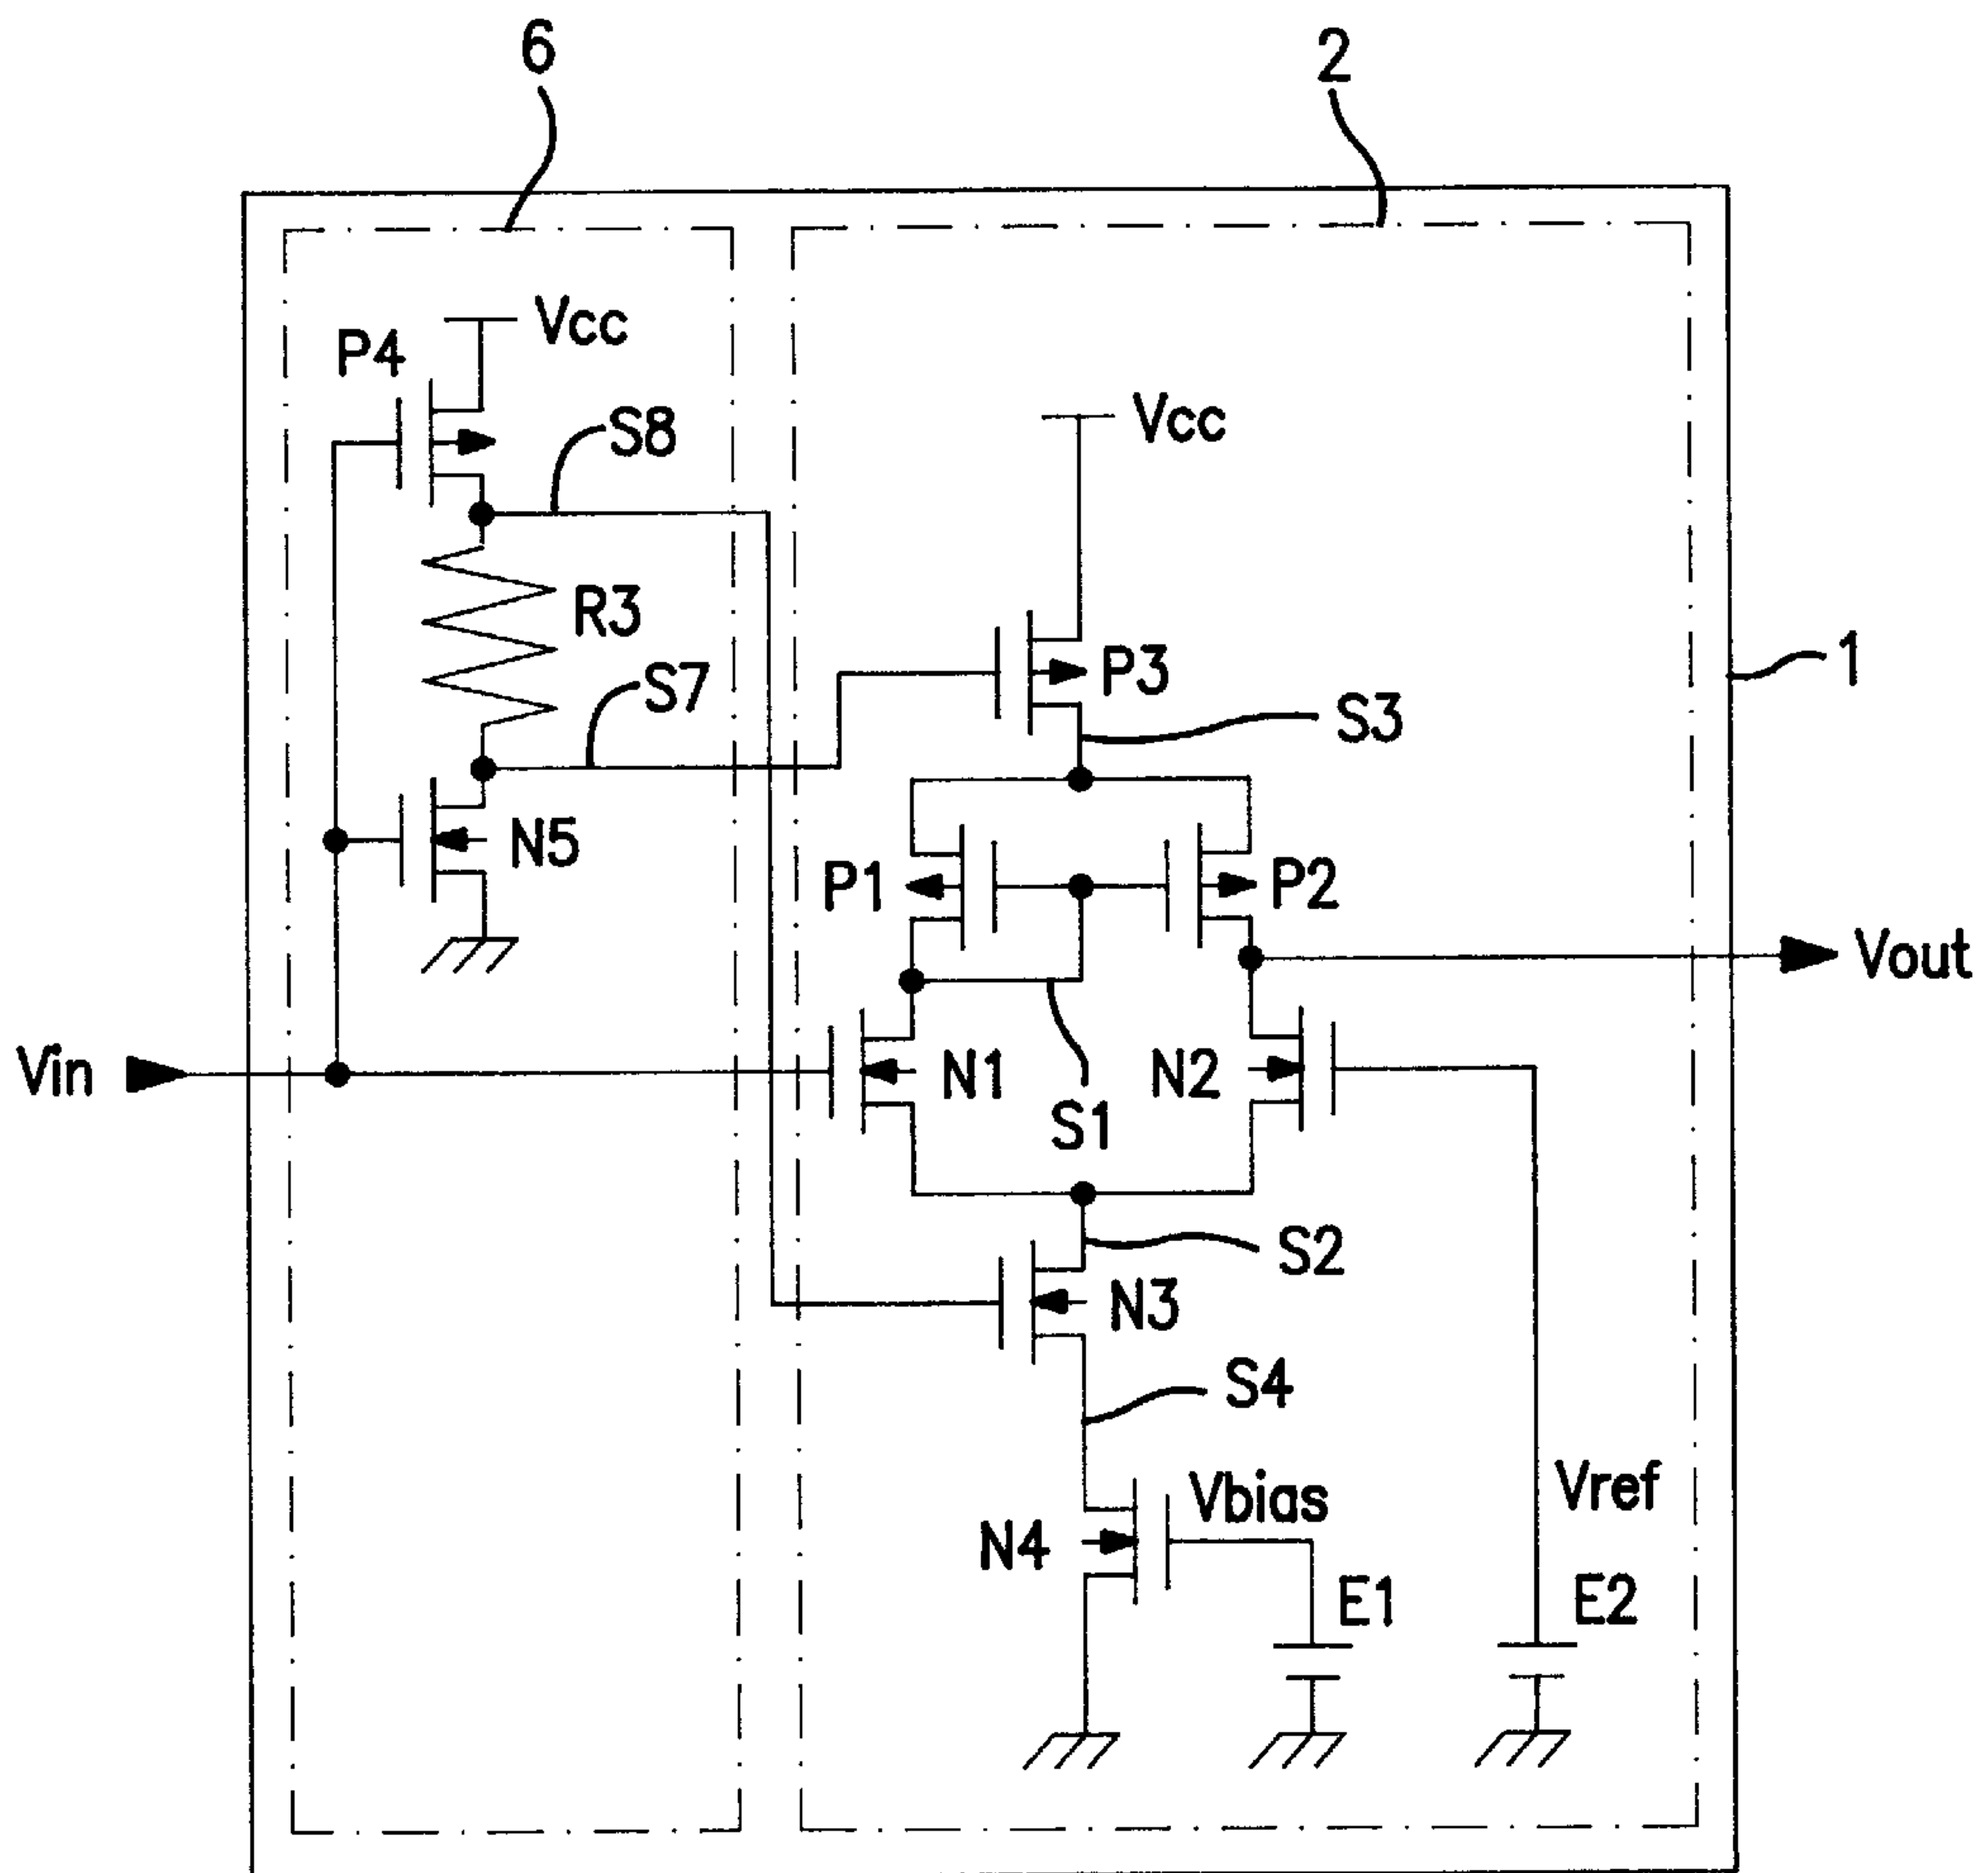 6
2
Vcc
P4
S8
Vcc
R3
P3
1
S7
S3
N5
P1
P2
Vout
Vin
N1
N2
S1
S2
N3
S4
Vbias
Vref
N4
E1
E2